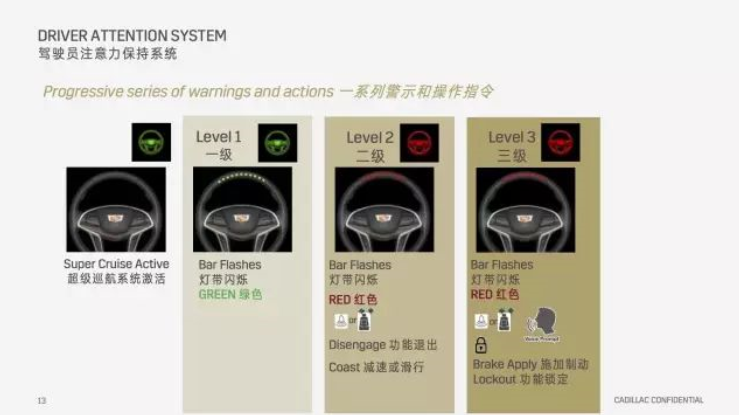 DRIVER ATTENTION SYSTEM
驾驶员注意力保持系统
Progressive series of warnings and actions 一系列警示和操作指令
Super Cruise Active
超级巡航系统激活
Level 1
一级
Bar Flashes
灯带闪烁
GREEN 绿色
Level 2
二级
Bar Flashes
灯带闪烁
RED 红色
or
Disengage 功能退出
Coast 减速或滑行
Level 3
三级
Bar Flashes
灯带闪烁
RED 红色
or
Voice Prompt
Brake Apply 施加制动
Lockout 功能锁定
13
CADILLAC CONFIDENTIAL